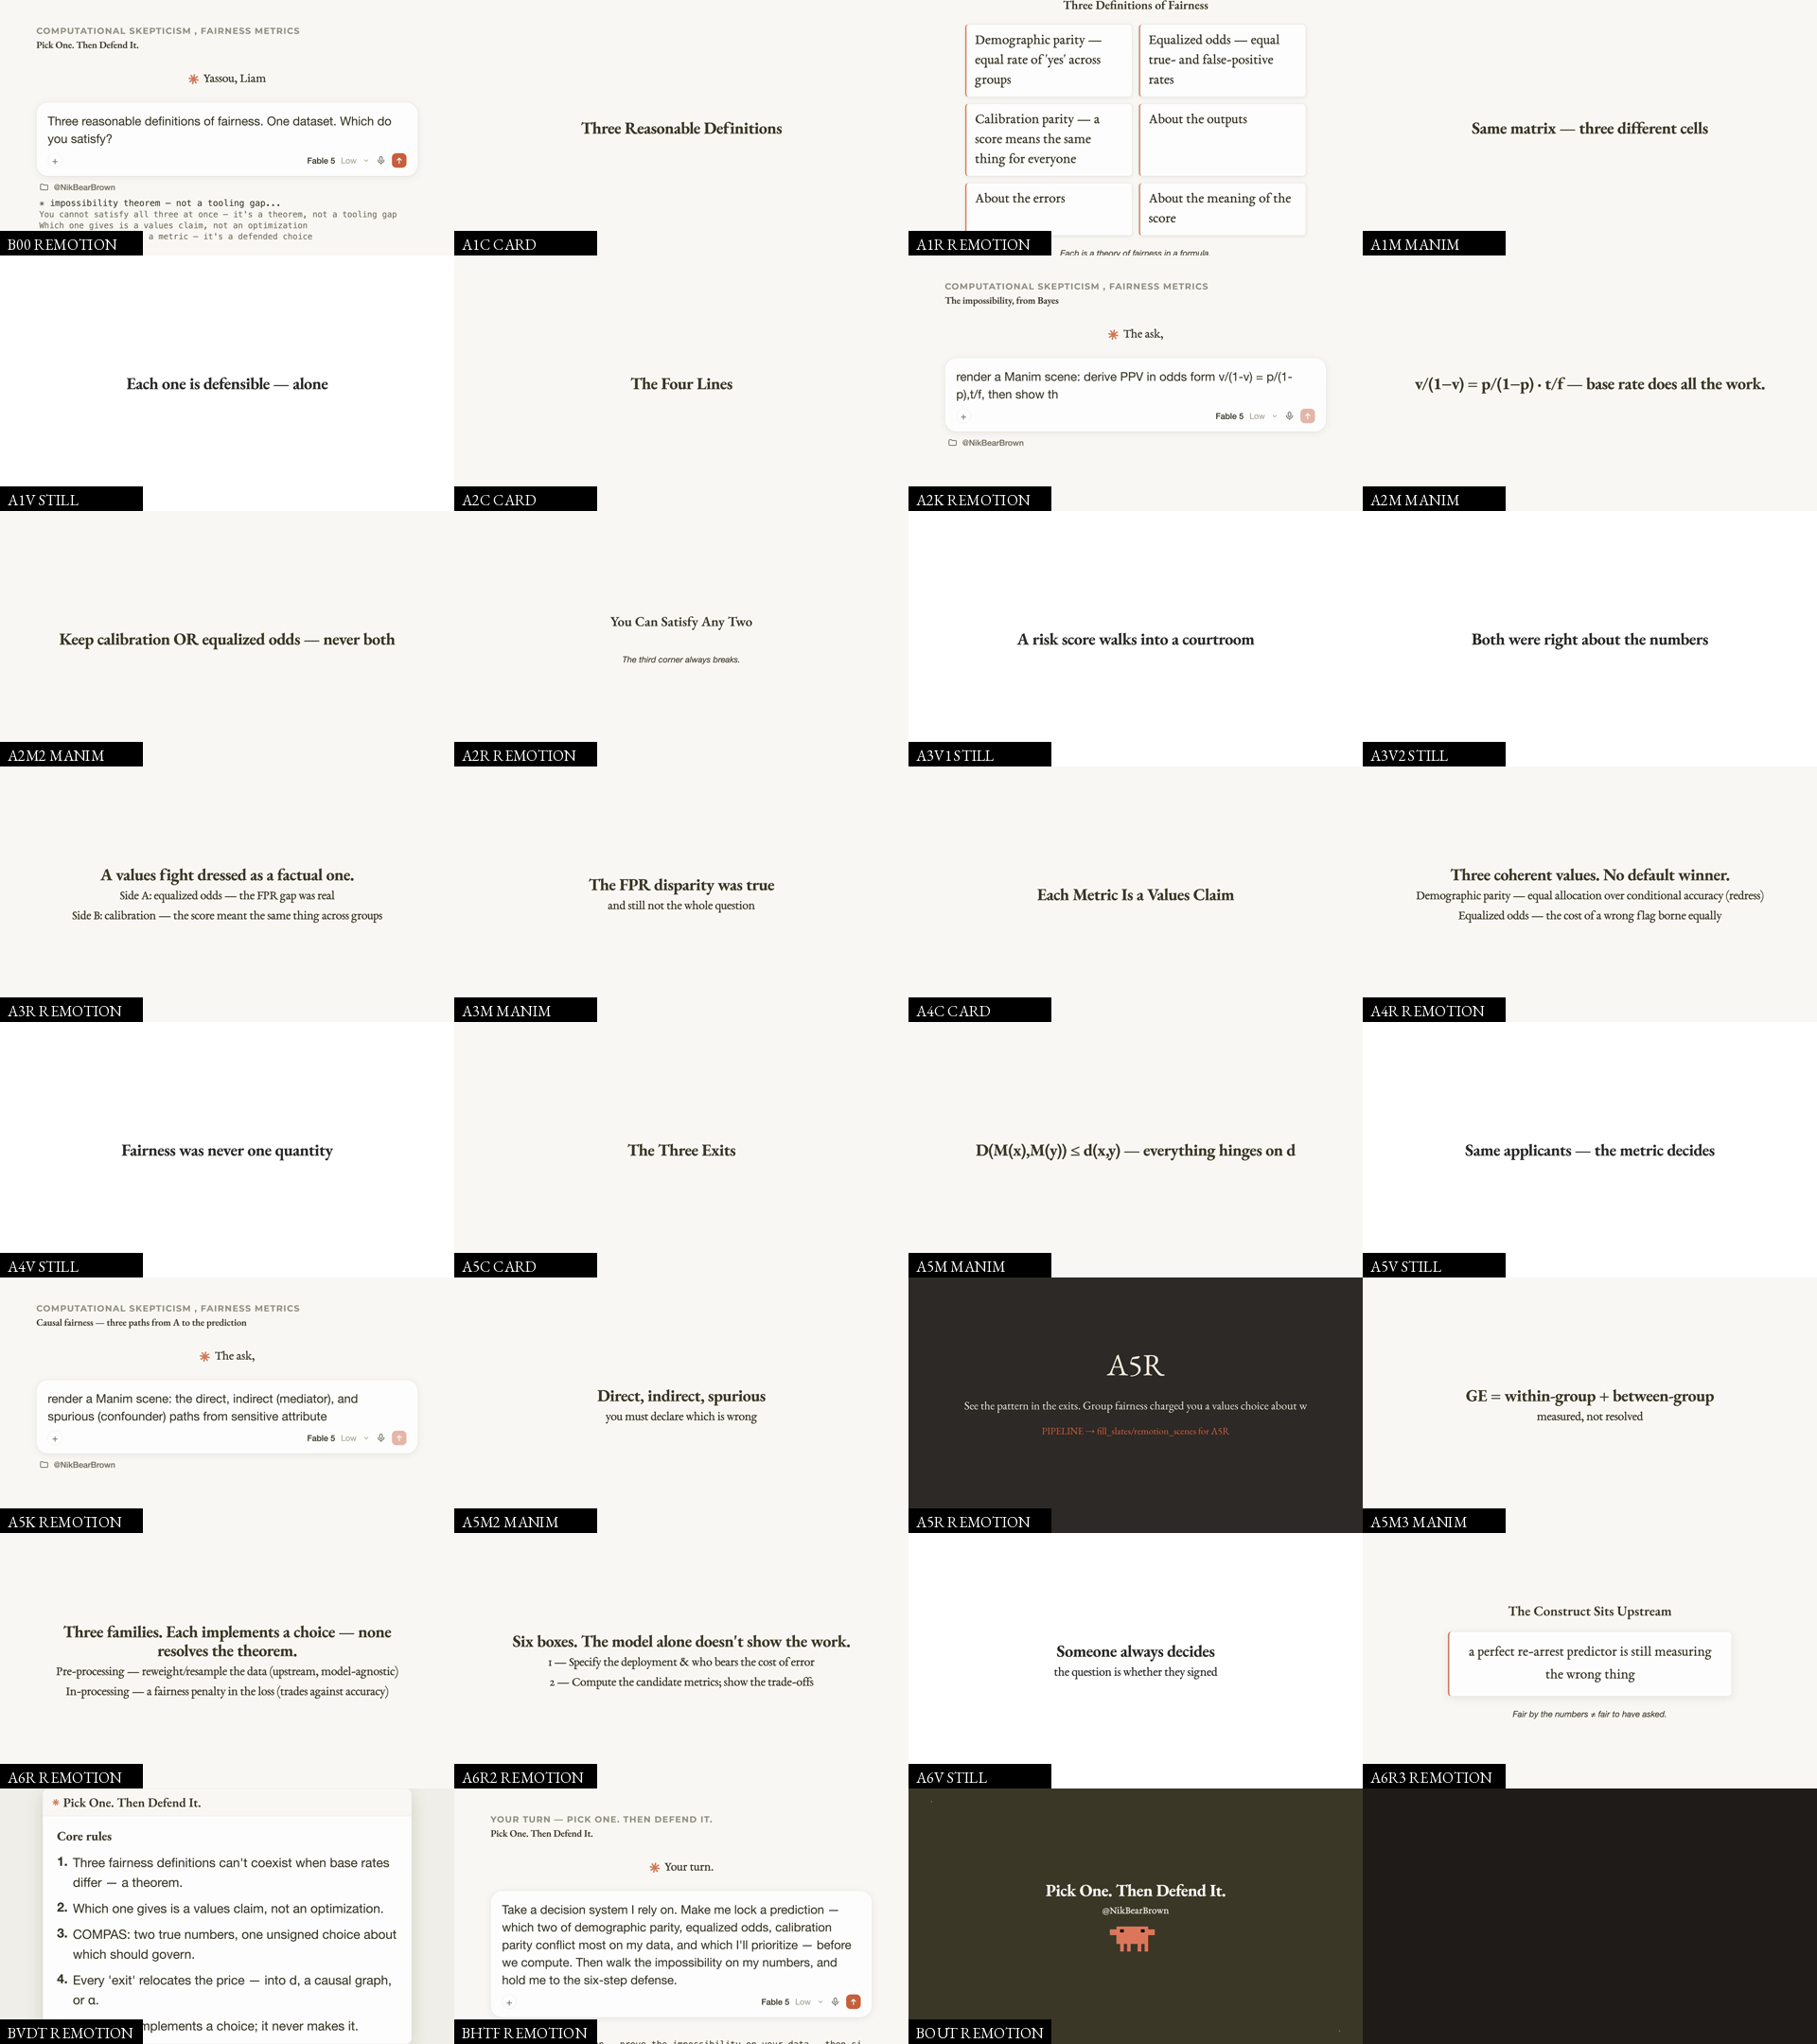 COMPUTATIONAL SKEPTICISM , FAIRNESS METRICS
Pick One. Then Defend It.
Yassou, Liam
Three reasonable definitions of fairness. One dataset. Which do
you satisfy?
+
Fable 5 Low
@NikBearBrown
* impossibility theorem — not a tooling gap...
You cannot satisfy all three at once — it's a theorem, not a tooling gap
Which one gives is a values claim, not an optimization
a metric — it's a defended choice
B00 REMOTION
Three Reasonable Definitions
A1C CARD
Three Definitions of Fairness
Demographic parity —
equal rate of 'yes' across
groups
Equalized odds — equal
true- and false-positive
rates
Calibration parity — a
score means the same
thing for everyone
About the outputs
About the errors
About the meaning of the
score
Each is a theory of fairness in a formula.
A1R REMOTION
Same matrix — three different cells
A1M MANIM
Each one is defensible — alone
A1V STILL
The Four Lines
A2C CARD
COMPUTATIONAL SKEPTICISM , FAIRNESS METRICS
The impossibility, from Bayes
The ask,
render a Manim scene: derive PPV in odds form v/(1-v) = p/(1-
p),t/f, then show th
+
Fable 5 Low
@NikBearBrown
A2K REMOTION
v/(1−v) = p/(1−p) · t/f — base rate does all the work.
A2M MANIM
Keep calibration OR equalized odds — never both
A2M2 MANIM
You Can Satisfy Any Two
The third corner always breaks.
A2R REMOTION
A risk score walks into a courtroom
A3V1 STILL
Both were right about the numbers
A3V2 STILL
A values fight dressed as a factual one.
Side A: equalized odds — the FPR gap was real
Side B: calibration — the score meant the same thing across groups
A3R REMOTION
The FPR disparity was true
and still not the whole question
A3M MANIM
Each Metric Is a Values Claim
A4C CARD
Three coherent values. No default winner.
Demographic parity — equal allocation over conditional accuracy (redress)
Equalized odds — the cost of a wrong flag borne equally
A4R REMOTION
Fairness was never one quantity
A4V STILL
The Three Exits
A5C CARD
D(M(x),M(y)) ≤ d(x,y) — everything hinges on d
A5M MANIM
Same applicants — the metric decides
A5V STILL
COMPUTATIONAL SKEPTICISM , FAIRNESS METRICS
Causal fairness — three paths from A to the prediction
The ask,
render a Manim scene: the direct, indirect (mediator), and
spurious (confounder) paths from sensitive attribute
+
Fable 5 Low
@NikBearBrown
A5K REMOTION
Direct, indirect, spurious
you must declare which is wrong
A5M2 MANIM
A5R
See the pattern in the exits. Group fairness charged you a values choice about w
PIPELINE → fill_slates/remotion_scenes for A5R
A5R REMOTION
GE = within-group + between-group
measured, not resolved
A5M3 MANIM
Three families. Each implements a choice — none
resolves the theorem.
Pre-processing — reweight/resample the data (upstream, model-agnostic)
In-processing — a fairness penalty in the loss (trades against accuracy)
A6R REMOTION
Six boxes. The model alone doesn't show the work.
1 — Specify the deployment & who bears the cost of error
2 — Compute the candidate metrics; show the trade-offs
A6R2 REMOTION
Someone always decides
the question is whether they signed
A6V STILL
The Construct Sits Upstream
a perfect re-arrest predictor is still measuring
the wrong thing
Fair by the numbers ≠ fair to have asked.
A6R3 REMOTION
Pick One. Then Defend It.
Core rules
1. Three fairness definitions can't coexist when base rates
differ — a theorem.
2. Which one gives is a values claim, not an optimization.
3. COMPAS: two true numbers, one unsigned choice about
which should govern.
4. Every 'exit' relocates the price — into d, a causal graph,
or α.
mplements a choice; it never makes it.
BVDT REMOTION
YOUR TURN — PICK ONE. THEN DEFEND IT.
Pick One. Then Defend It.
Your turn.
Take a decision system I rely on. Make me lock a prediction —
which two of demographic parity, equalized odds, calibration
parity conflict most on my data, and which I'll prioritize — before
we compute. Then walk the impossibility on my numbers, and
hold me to the six-step defense.
+
Fable 5 Low
BHTF REMOTION
Pick One. Then Defend It.
@NikBearBrown
BOUT REMOTION